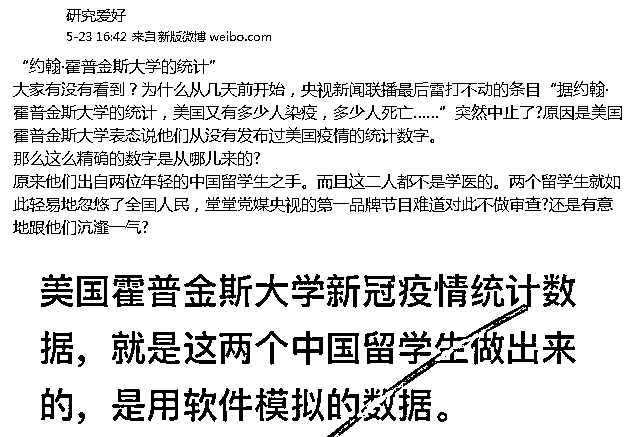 研究爱好
5-23 16:42 来自新版微博 weibo.com
“约翰·霍普金斯大学的统计”
大家有没有看到？为什么从几天前开始，央视新闻联播最后雷打不动的条目“据约翰·
霍普金斯大学的统计，美国又有多少人染疫，多少人死亡……”突然中止了?原因是美国
霍普金斯大学表态说他们从没有发布过美国疫情的统计数字。
那么这么精确的数字是从哪儿来的?
原来他们出自两位年轻的中国留学生之手。而且这二人都不是学医的。两个留学生就如
此轻易地忽悠了全国人民，堂堂党媒央视的第一品牌节目难道对此不做审查?还是有意
地跟他们沆瀣一气?
美国霍普金斯大学新冠疫情统计数
据，就是这两个中国留学生做出来
的，是用软件模拟的数据。